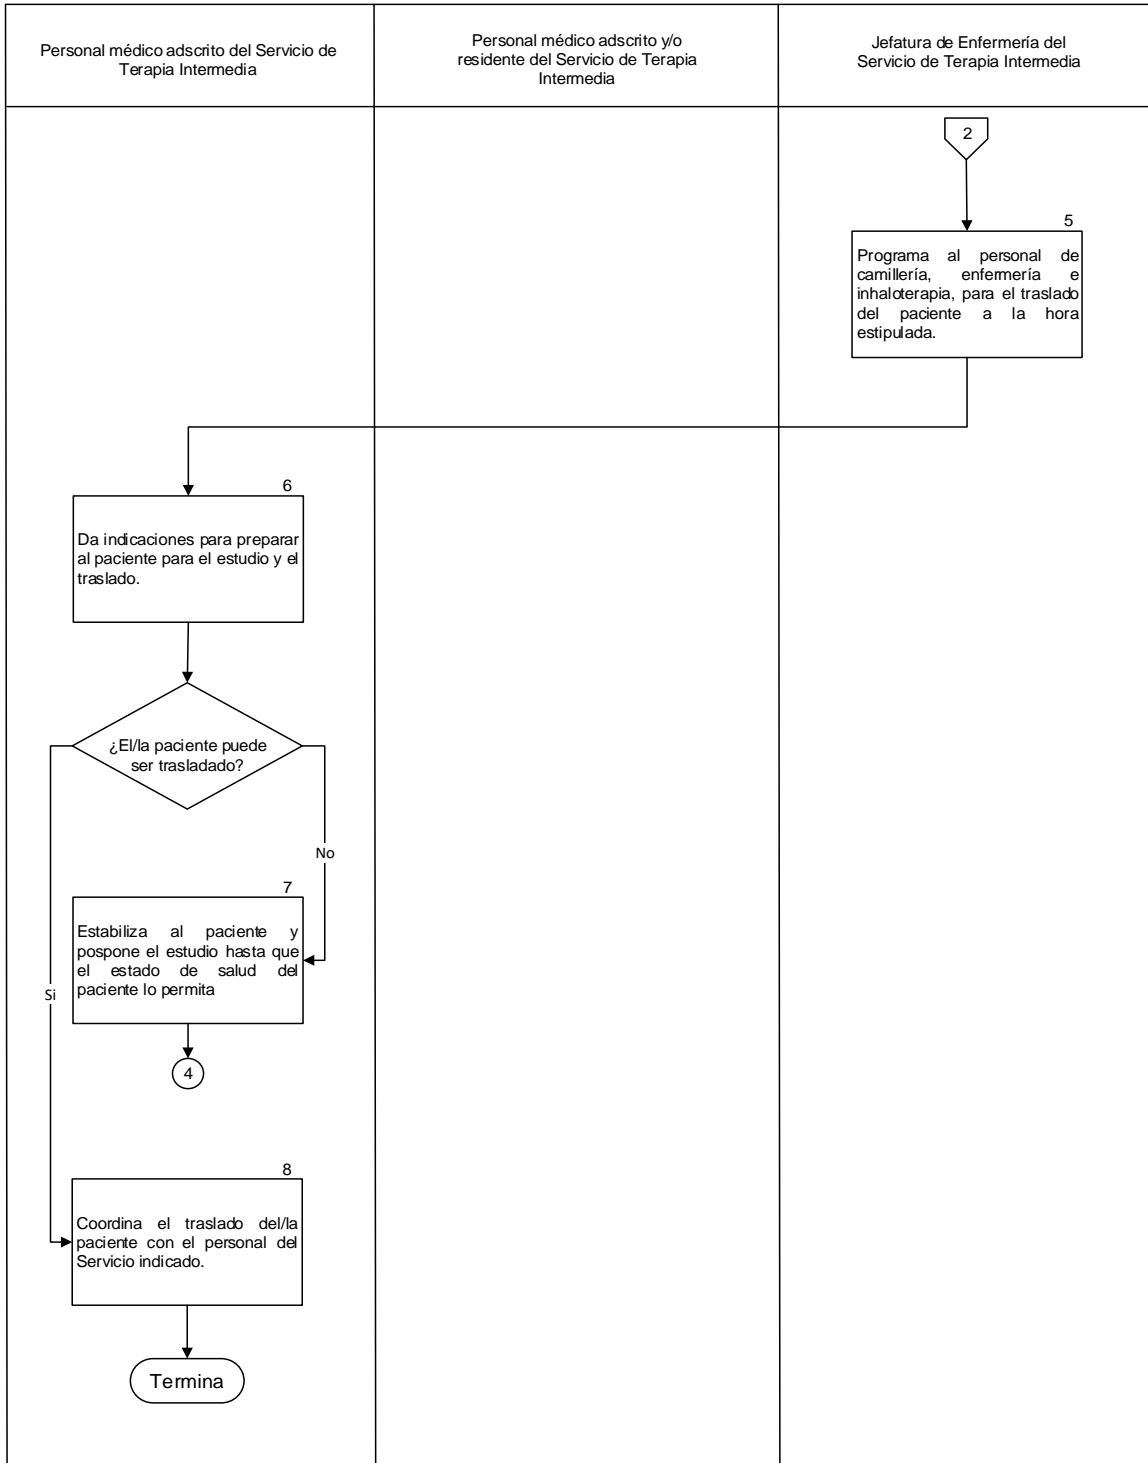 Personal médico adscrito del Servicio de
Terapia Intermedia
Personal médico adscrito y/o
residente del Servicio de Terapia
Intermedia
Jefatura de Enfermería del
Servicio de Terapia Intermedia
2
5
Programa al personal de
camillería, enfermería e
inhaloterapia, para el traslado
del paciente a la hora
estipulada.
6
Da indicaciones para preparar
al paciente para el estudio y el
traslado.
¿El/la paciente puede
ser trasladado?
No
7
Estabiliza al paciente y
pospone el estudio hasta que
el estado de salud del
paciente lo permita
Si
4
8
Coordina el traslado del/la
paciente con el personal del
Servicio indicado.
Termina